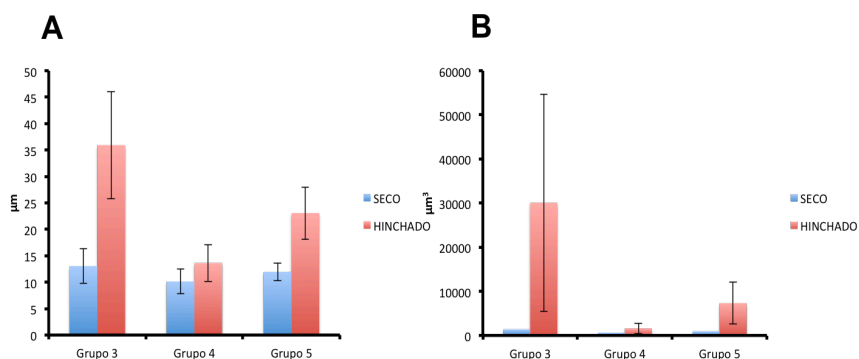 A
50
45
40
35
30
25
20
15
10
5
0
µm
Grupo 3
Grupo 4
Grupo 5
SECO
HINCHADO
B
60000
50000
40000
30000
20000
10000
0
µm³
Grupo 3
Grupo 4
Grupo 5
SECO
HINCHADO